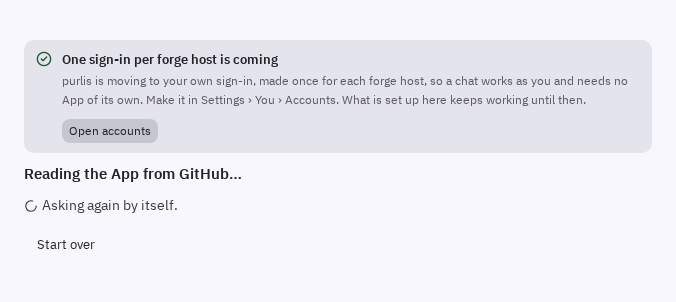 One sign-in per forge host is coming
purlis is moving to your own sign-in, made once for each forge host, so a chat works as you and needs no
App of its own. Make it in Settings › You › Accounts. What is set up here keeps working until then.
Open accounts
Reading the App from GitHub...
Asking again by itself.
Start over